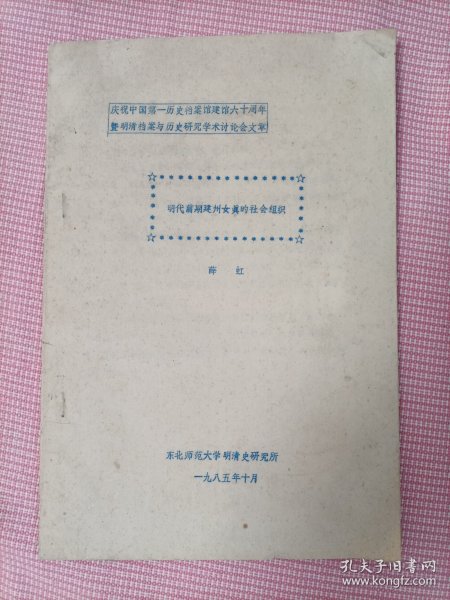 庆祝中国第一历史档案馆建馆六十周年
暨明清档案与历史研究学术讨论会文章
明代前期建州女真的社会组织
薛 虹
东北师范大学明清史研究所
一九八五年十月
孔夫子旧书网
www.kongfz.com